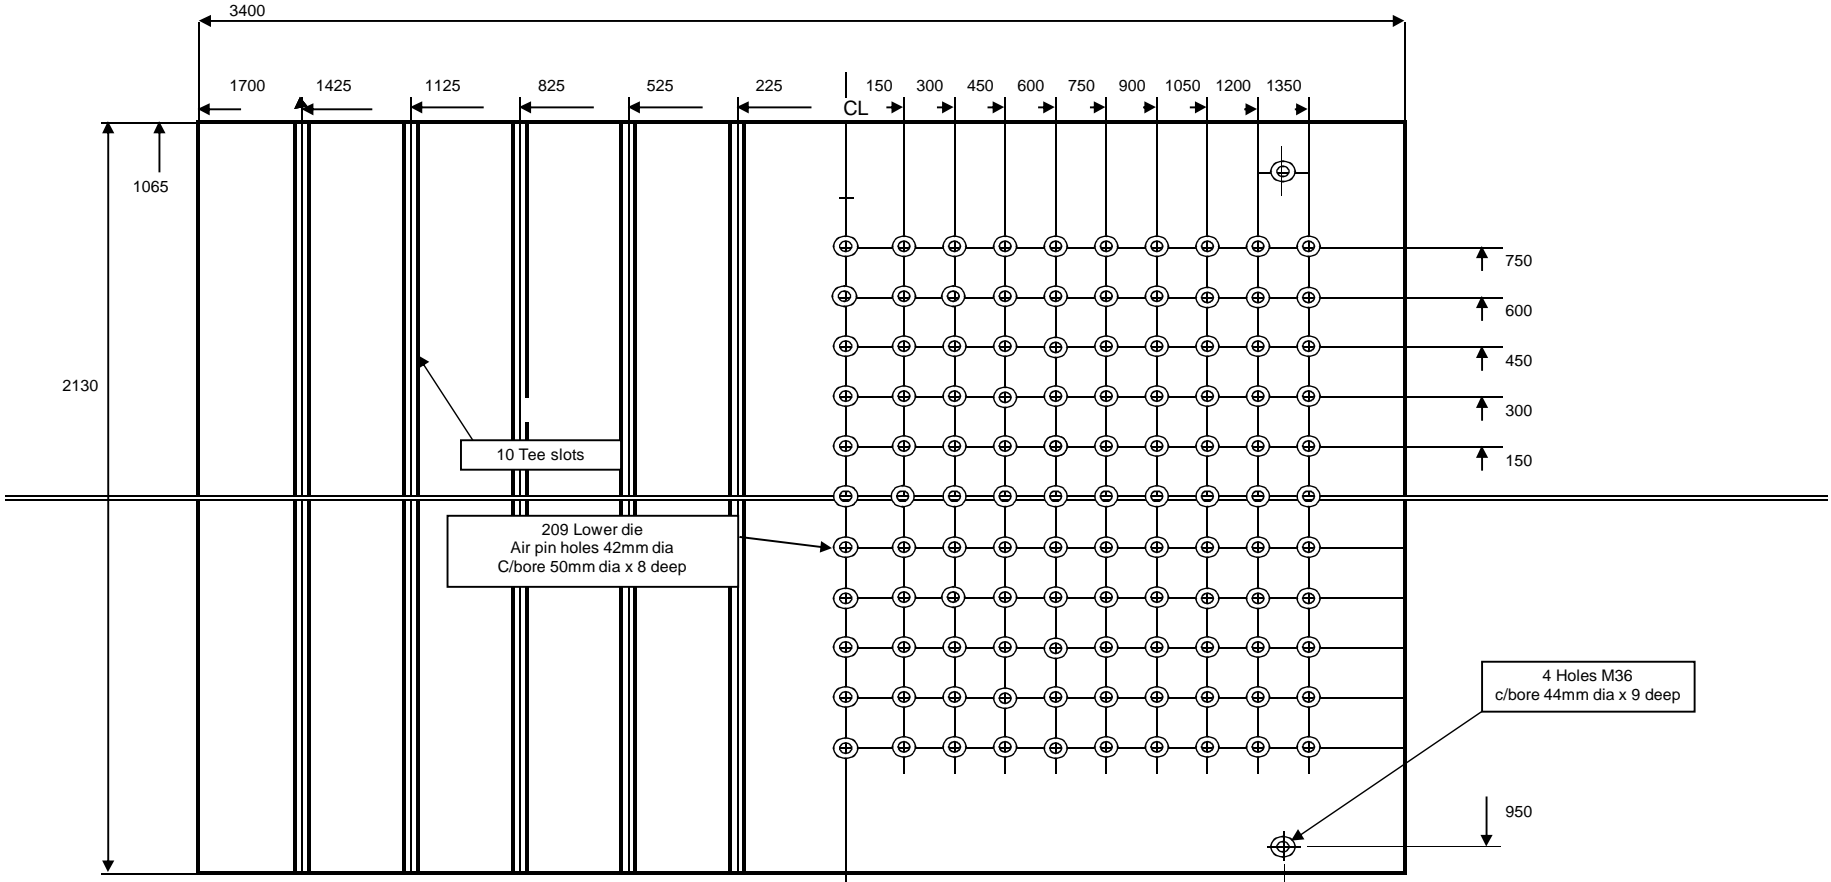 3400
1700 1425 1125 825 525 225 150 300 450 600 750 900 1050 1200 1350
CL
1065
750
600
450
2130
300
10 Tee slots
150
209 Lower die
Air pin holes 42mm dia
C/bore 50mm dia x 8 deep
4 Holes M36
c/bore 44mm dia x 9 deep
950